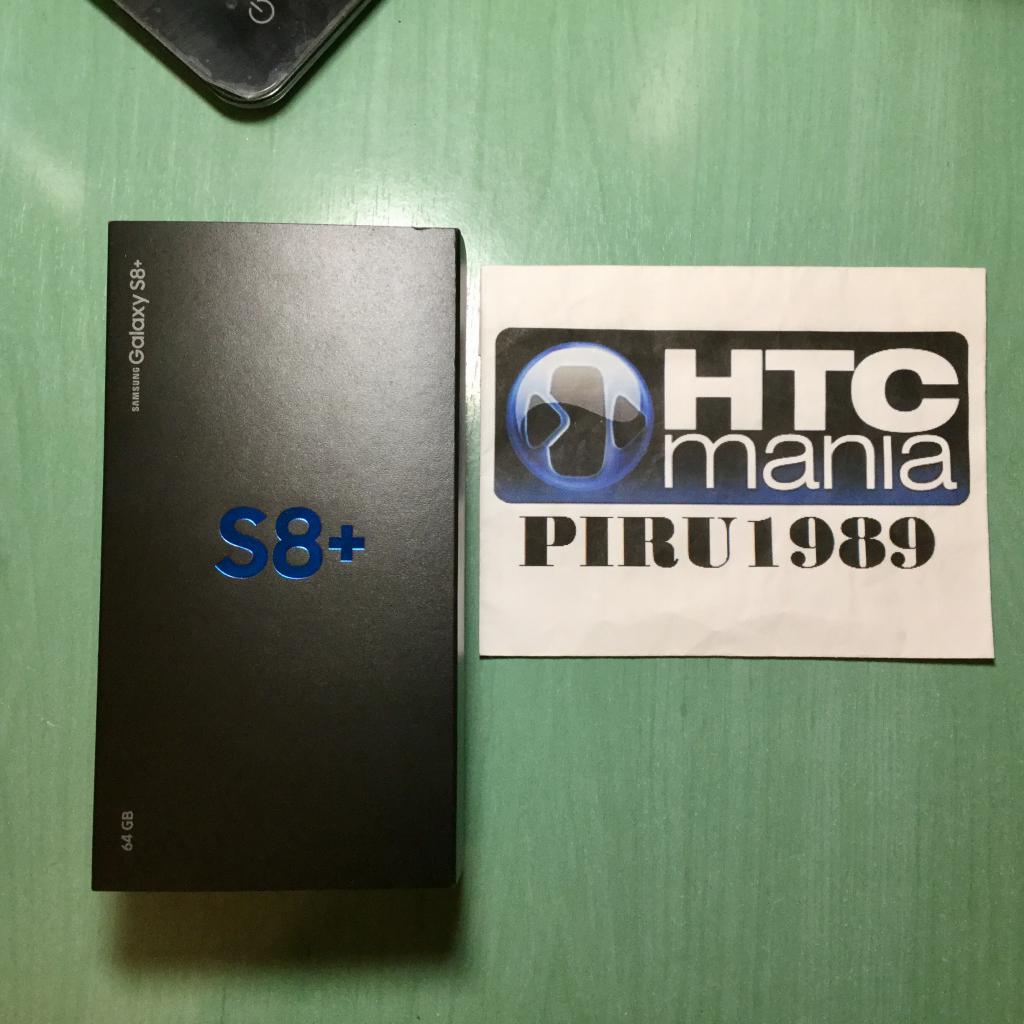 SAMSUNG Galaxy S8+
S8+
64 GB
HTC
mania
PIRU1989